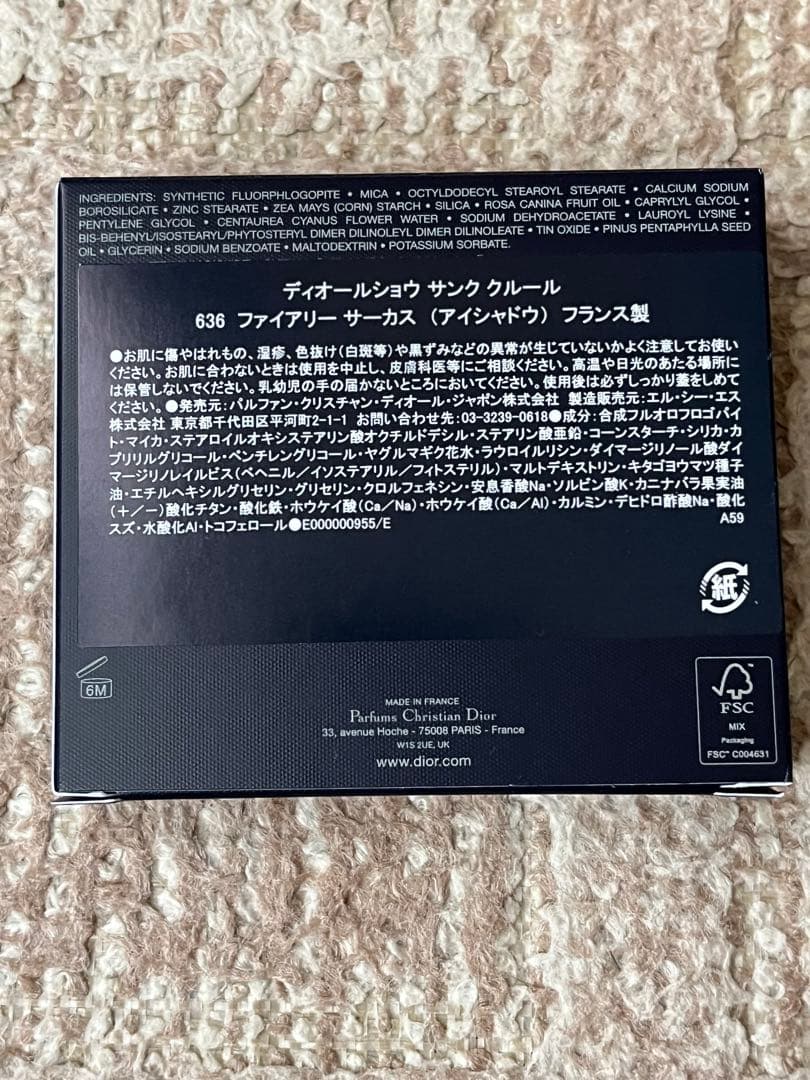 INGREDIENTS: SYNTHETIC FLUORPHLOGOPITE • MICA • OCTYLDODECYL STEAROYL STEARATE • CALCIUM SODIUM
BOROSILICATE • ZINC STEARATE • ZEA MAYS (CORN) STARCH • SILICA • ROSA CANINA FRUIT OIL • CAPRYLYL GLYCOL •
PENTYLENE GLYCOL • CENTAUREA CYANUS FLOWER WATER • SODIUM DEHYDROACETATE • LAUROYL LYSINE •
BIS-BEHENYL/ISOSTEARYL/PHYTOSTERYL DIMER DILINOLEYL DIMER DILINOLEATE • TIN OXIDE • PINUS PENTAPHYLLA SEED
OIL • GLYCERIN • SODIUM BENZOATE • MALTODEXTRIN • POTASSIUM SORBATE.
ディオールショウ サンク クルール
636 ファイアリー サーカス (アイシャドウ) フランス製
●お肌に傷やはれもの、湿疹、色抜け(白斑等)や黒ずみなどの異常が生じていないかよく注意してお使い
ください。お肌に合わないときは使用を中止し、皮膚科医等にご相談ください。高温や日光のあたる場所に
は保管しないでください。乳幼児の手の届かないところにおいてください。使用後は必ずしっかり蓋をしめて
ください。●発売元:パルファン・クリスチャン・ディオール・ジャポン株式会社 製造販売元:エル・シー・エス
株式会社 東京都千代田区平河町2-1-1 お問い合わせ先:03-3239-0618●成分:合成フルオロフロゴパイ
ト・マイカ・ステアロイルオキシステアリン酸オクチルドデシル・ステアリン酸亜鉛・コーンスターチ・シリカ・カ
プリリルグリコール・ペンチレングリコール・ヤグルマギク花水・ラウロイルリシン・ダイマージリノール酸ダイ
マージリノレイルビス(ベヘニル/イソステアリル/フィトステリル)・マルトデキストリン・キタゴヨウマツ種子
油・エチルヘキシルグリセリン・グリセリン・クロルフェネシン・安息香酸Na・ソルビン酸K・カニナバラ果実油
(+/-)酸化チタン・酸化鉄・ホウケイ酸(Ca/Na)・ホウケイ酸(Ca/Al)・カルミン・デヒドロ酢酸Na・酸化
スズ・水酸化Al・トコフェロール●E000000955/E A59
紙
6M
MADE IN FRANCE
Parfums Christian Dior
33, avenue Hoche - 75008 PARIS - France
W1S 2UE, UK
www.dior.com
FSC
MIX
Packaging
FSC™ C004631